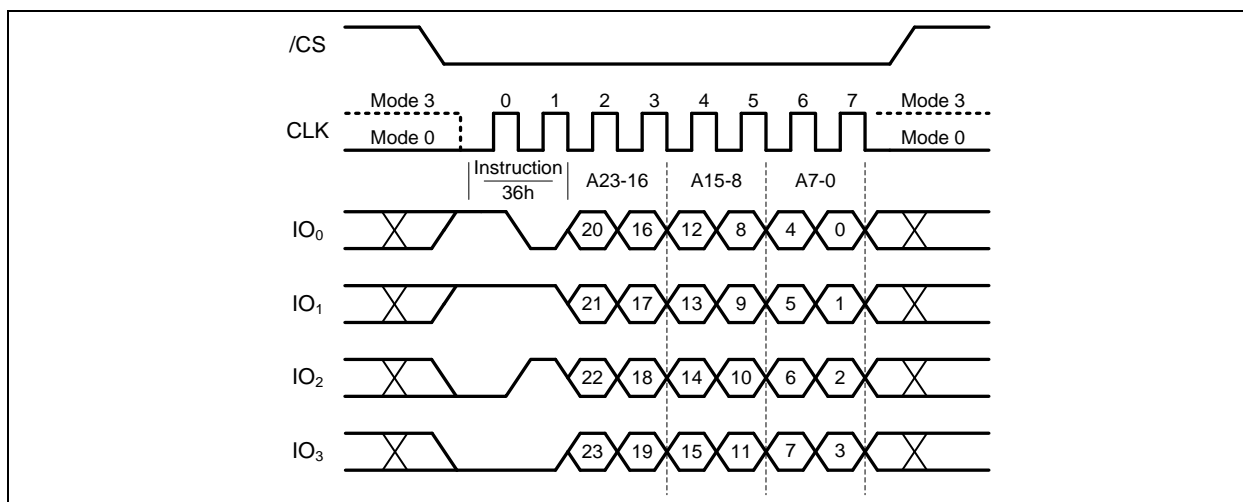 /CS
Mode 3 0 1 2 3 4 5 6 7 Mode 3
CLK
Mode 0 Mode 0
Instruction
36h
A23-16 A15-8 A7-0
IO₀ 20 16 12 8 4 0
IO₁ 21 17 13 9 5 1
IO₂ 22 18 14 10 6 2
IO₃ 23 19 15 11 7 3